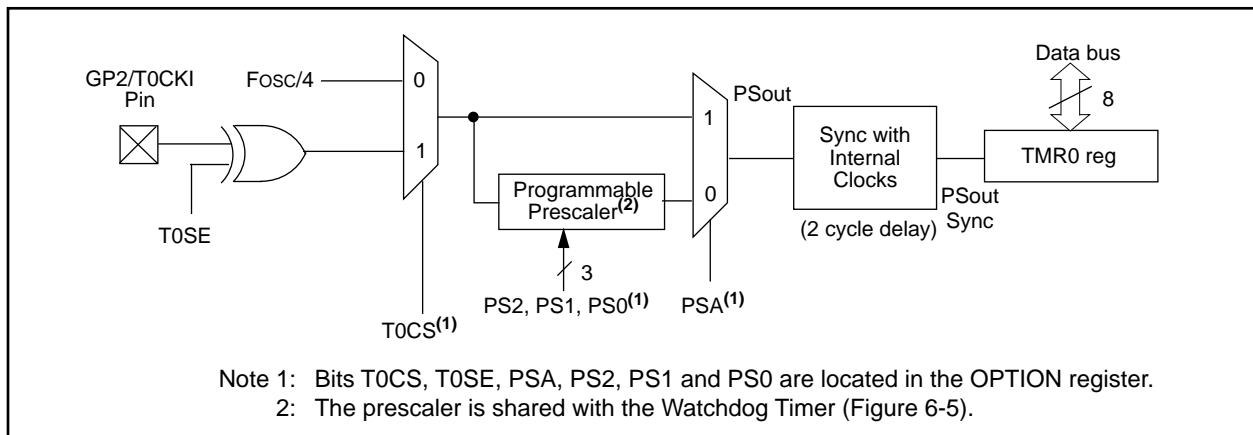 Data bus
GP2/T0CKI
Pin
FOSC/4
0
1
T0SE
T0CS(1)
Programmable
Prescaler(2)
3
PS2, PS1, PS0(1)
1
0
PSA(1)
PSout
Sync with
Internal
Clocks
(2 cycle delay)
PSout
Sync
8
TMR0 reg
Note 1: Bits T0CS, T0SE, PSA, PS2, PS1 and PS0 are located in the OPTION register.
2: The prescaler is shared with the Watchdog Timer (Figure 6-5).